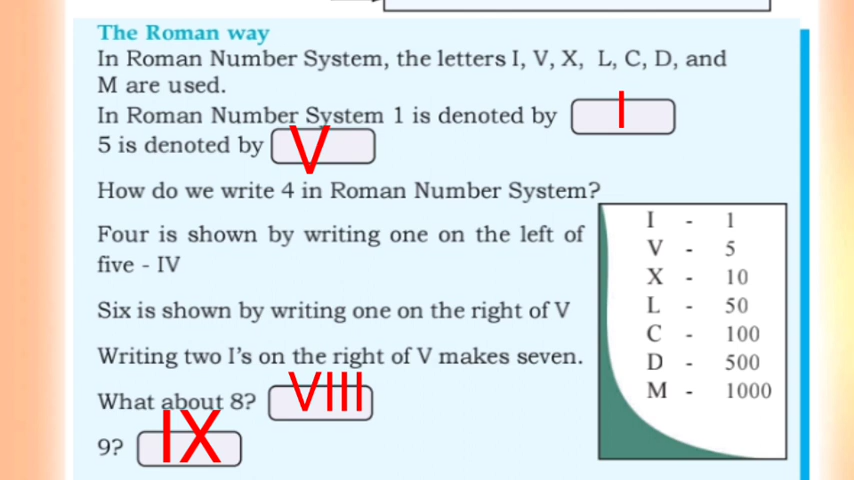 The Roman way
In Roman Number System, the letters I, V, X, L, C, D, and
M are used.
In Roman Number System 1 is denoted by I
5 is denoted by V
How do we write 4 in Roman Number System?
Four is shown by writing one on the left of
five - IV
Six is shown by writing one on the right of V
Writing two I’s on the right of V makes seven.
What about 8? VIII
9? IX
I - 1
V - 5
X - 10
L - 50
C - 100
D - 500
M - 1000